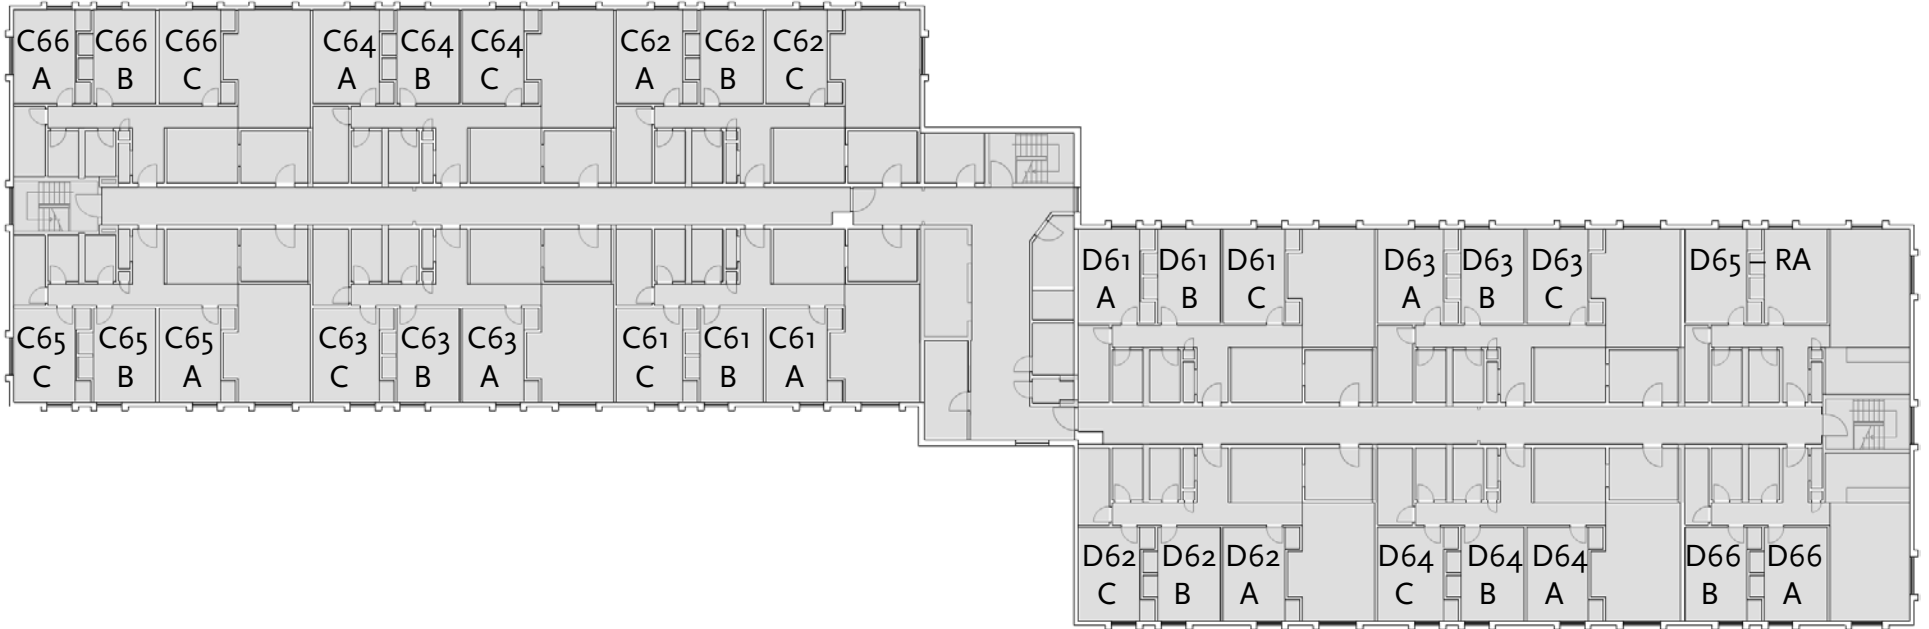 C66 C66 C66 C64 C64 C64 C62 C62 C62
A B C A B C A B C
D61 D61 D61 D63 D63 D63 D65 – RA
A B C A B C
C65 C65 C65 C63 C63 C63 C61 C61 C61
C B A C B A C B A
D62 D62 D62 D64 D64 D64 D66 D66
C B A C B A B A